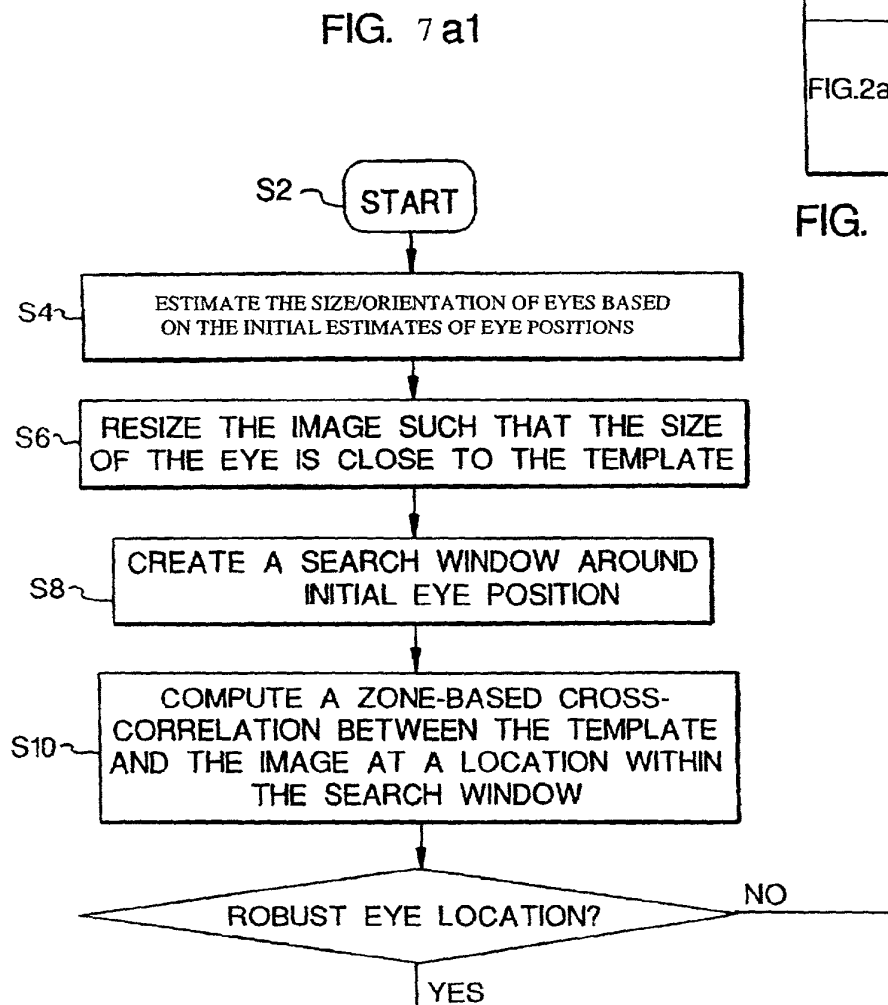 FIG. 7 a1
FIG.2a
FIG.
S2
START
S4
ESTIMATE THE SIZE/ORIENTATION OF EYES BASED
ON THE INITIAL ESTIMATES OF EYE POSITIONS
S6
RESIZE THE IMAGE SUCH THAT THE SIZE
OF THE EYE IS CLOSE TO THE TEMPLATE
S8
CREATE A SEARCH WINDOW AROUND
INITIAL EYE POSITION
S10
COMPUTE A ZONE-BASED CROSS-
CORRELATION BETWEEN THE TEMPLATE
AND THE IMAGE AT A LOCATION WITHIN
THE SEARCH WINDOW
ROBUST EYE LOCATION?
NO
YES